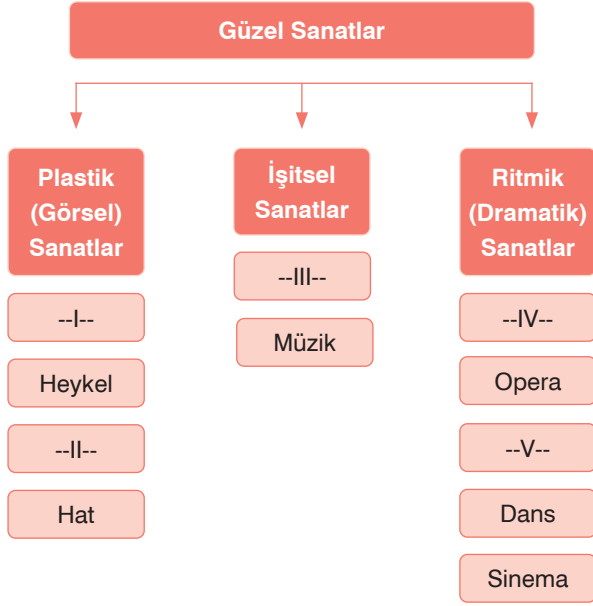 Güzel Sanatlar
Plastik
(Görsel)
Sanatlar
--I--
Heykel
--II--
Hat
İşitsel
Sanatlar
--III--
Müzik
Ritmik
(Dramatik)
Sanatlar
--IV--
Opera
--V--
Dans
Sinema